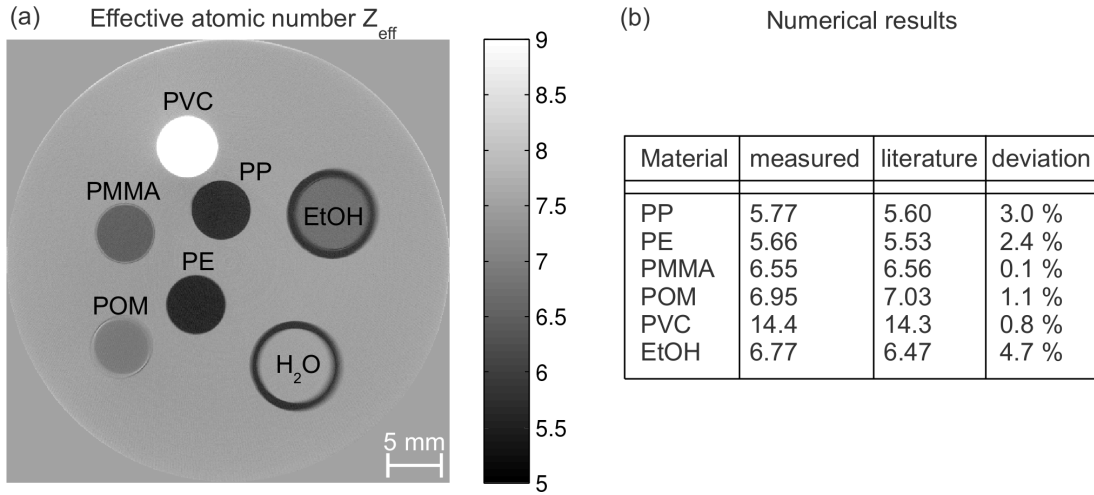 (a) Effective atomic number Z_eff
PVC
PP
PMMA
EtOH
PE
POM
H₂O
5 mm
9
8.5
8
7.5
7
6.5
6
5.5
5
(b) Numerical results
Material measured literature deviation
PP 5.77 5.60 3.0 %
PE 5.66 5.53 2.4 %
PMMA 6.55 6.56 0.1 %
POM 6.95 7.03 1.1 %
PVC 14.4 14.3 0.8 %
EtOH 6.77 6.47 4.7 %